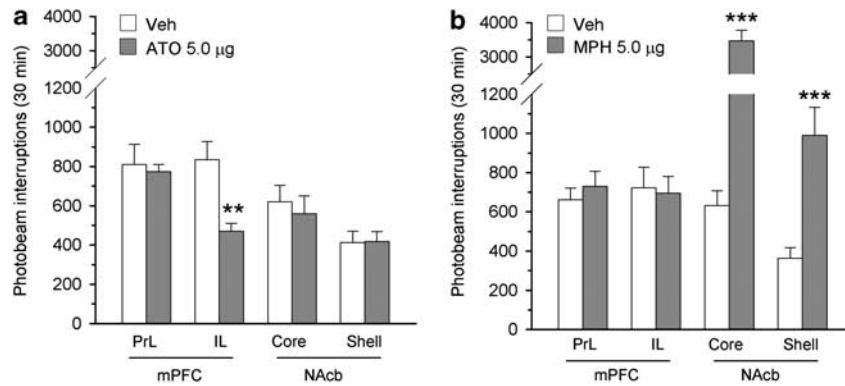 a
Veh
ATO 5.0 µg
Photobeam interruptions (30 min)
4000
3000
1200
1000
800
600
400
200
0
**
PrL
IL
Core
Shell
mPFC
NAcb
b
Veh
MPH 5.0 µg
Photobeam interruptions (30 min)
4000
3000
1200
1000
800
600
400
200
0
***
***
PrL
IL
Core
Shell
mPFC
NAcb